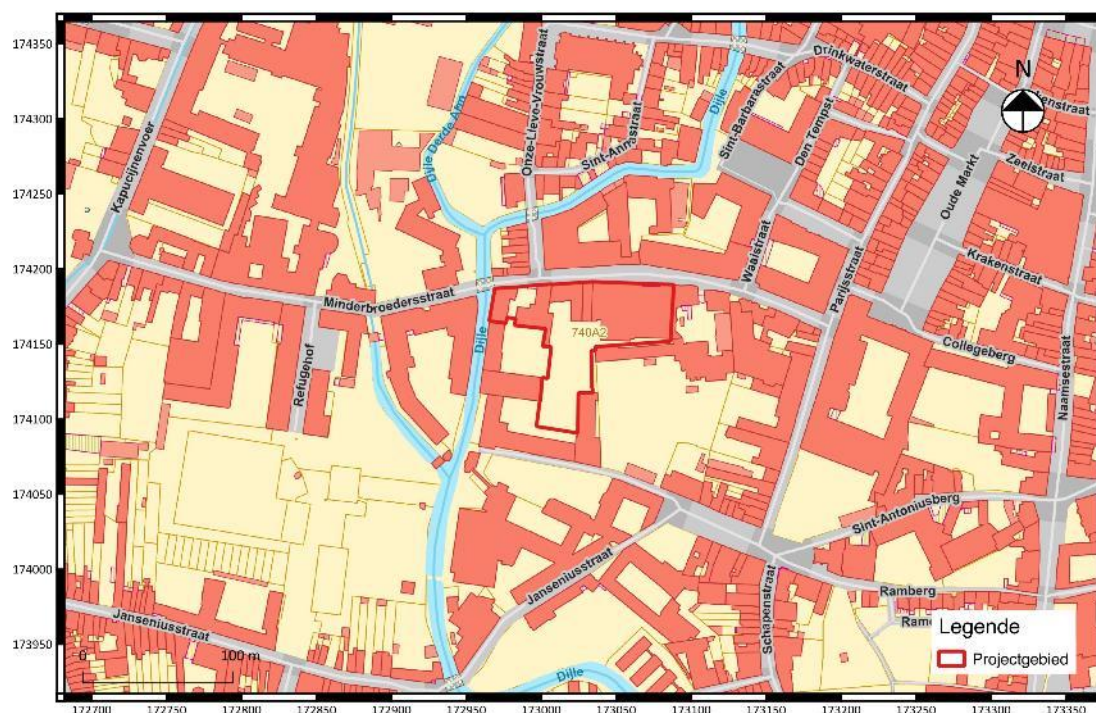 174350
174300
174250
174200
174150
174100
174050
174000
173950
Drinkwaterstraat
N
Kapucijnenvoer
Dijle Derde Arm
Onze-Lieve-Vrouwstraat
Sint-Annastraat
Dijle
Sint-Barbarastraat
Den Tempst
Oude Markt
Zeelstraat
Krakenstraat
Waaistraat
Parijsstraat
Minderbroedersstraat
Refugehof
Dijle
740A2
Collegeberg
Naamsestraat
Sint-Antoniusberg
Janseniusstraat
Schapenstraat
Ramberg
Janseniusstraat
Dijle
Legende
Projectgebied
0
100 m
172700
172750
172800
172850
172900
172950
173000
173050
173100
173150
173200
173250
173300
173350